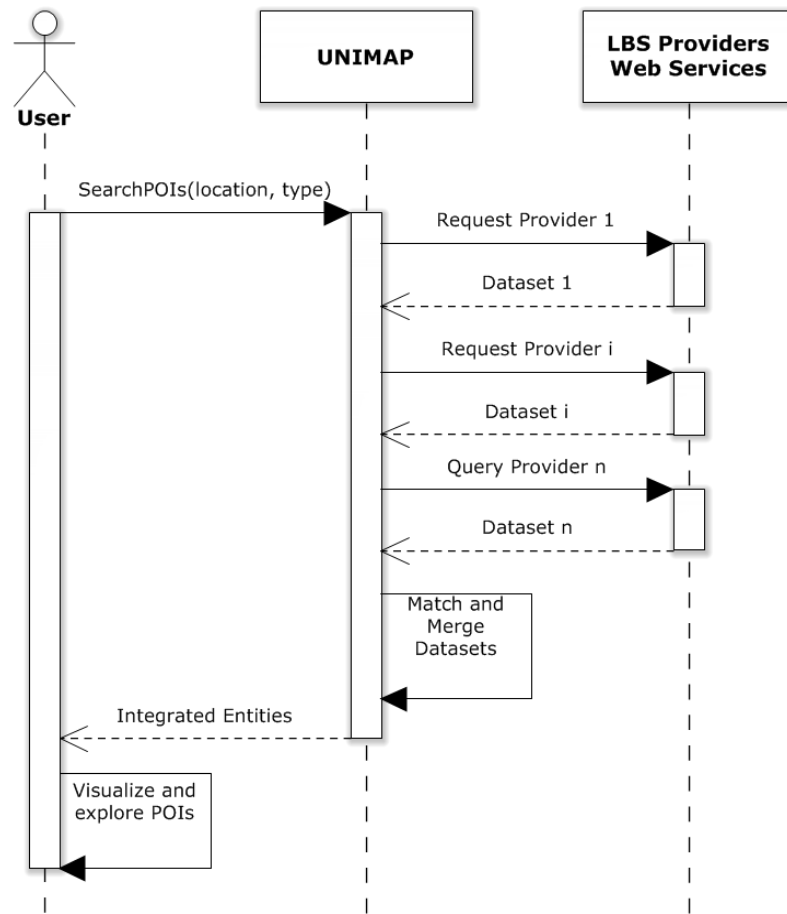 UNIMAP
LBS Providers
Web Services
User
SearchPOIs(location, type)
Request Provider 1
Dataset 1
Request Provider i
Dataset i
Query Provider n
Dataset n
Match and
Merge
Datasets
Integrated Entities
Visualize and
explore POIs